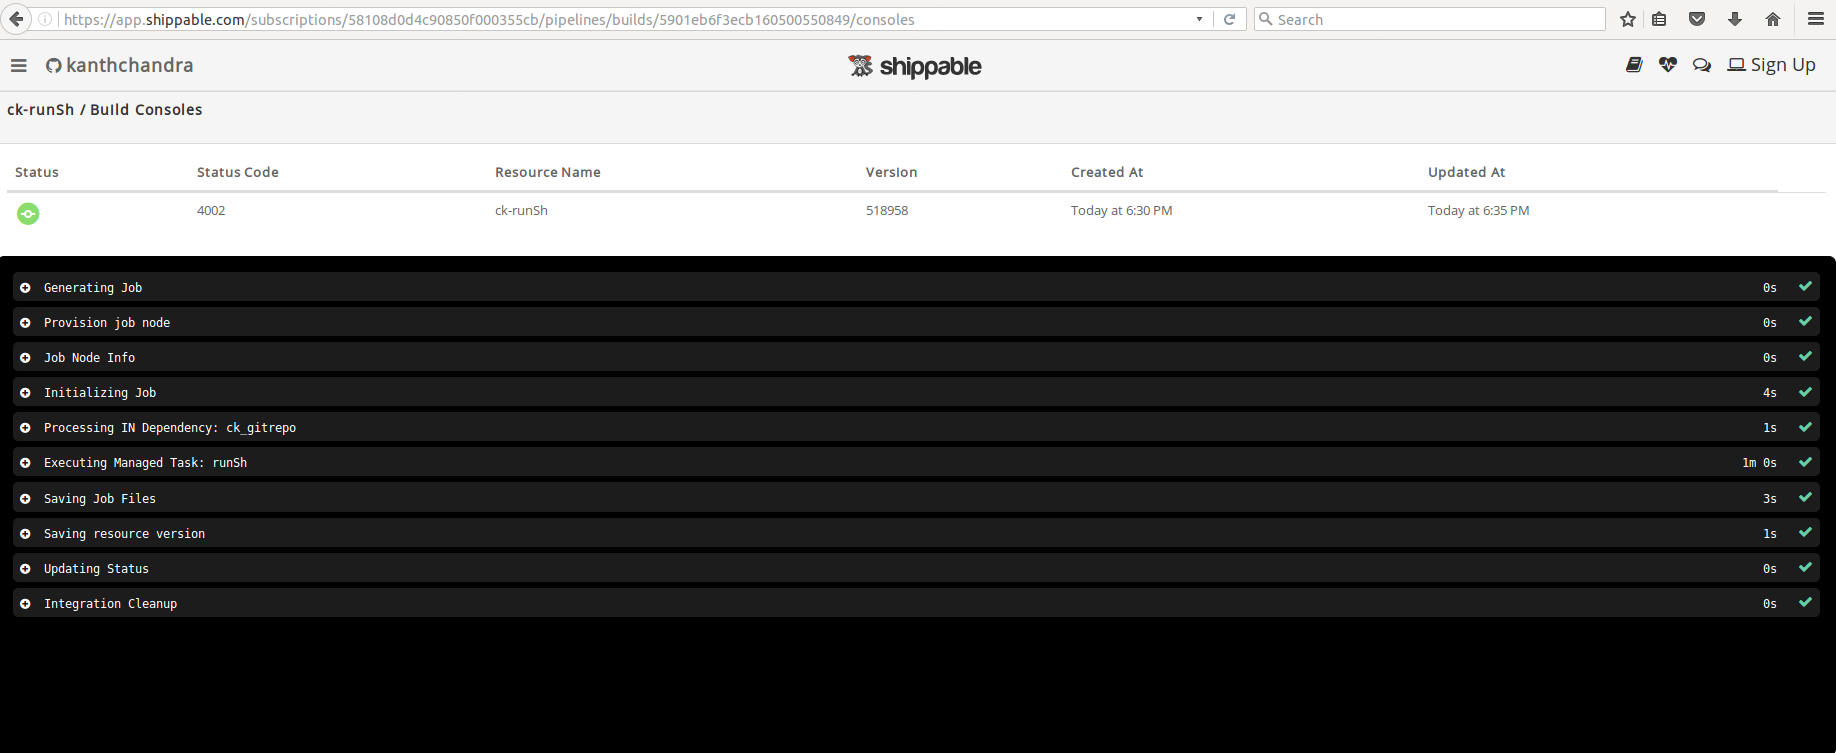 https://app.shippable.com/subscriptions/58108d0d4c90850f000355cb/pipelines/builds/5901eb6f3ecb160500550849/consoles
Search
kanthchandra
shippable
Sign Up
ck-runSh / Build Consoles
Status Status Code Resource Name Version Created At Updated At
4002 ck-runSh 518958 Today at 6:30 PM Today at 6:35 PM
Generating Job 0s
Provision job node 0s
Job Node Info 0s
Initializing Job 4s
Processing IN Dependency: ck_gitrepo 1s
Executing Managed Task: runSh 1m 0s
Saving Job Files 3s
Saving resource version 1s
Updating Status 0s
Integration Cleanup 0s